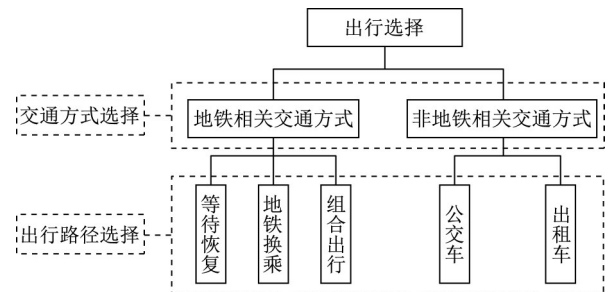 出行选择
交通方式选择
地铁相关交通方式
非地铁相关交通方式
出行路径选择
等待恢复
地铁换乘
组合出行
公交车
出租车